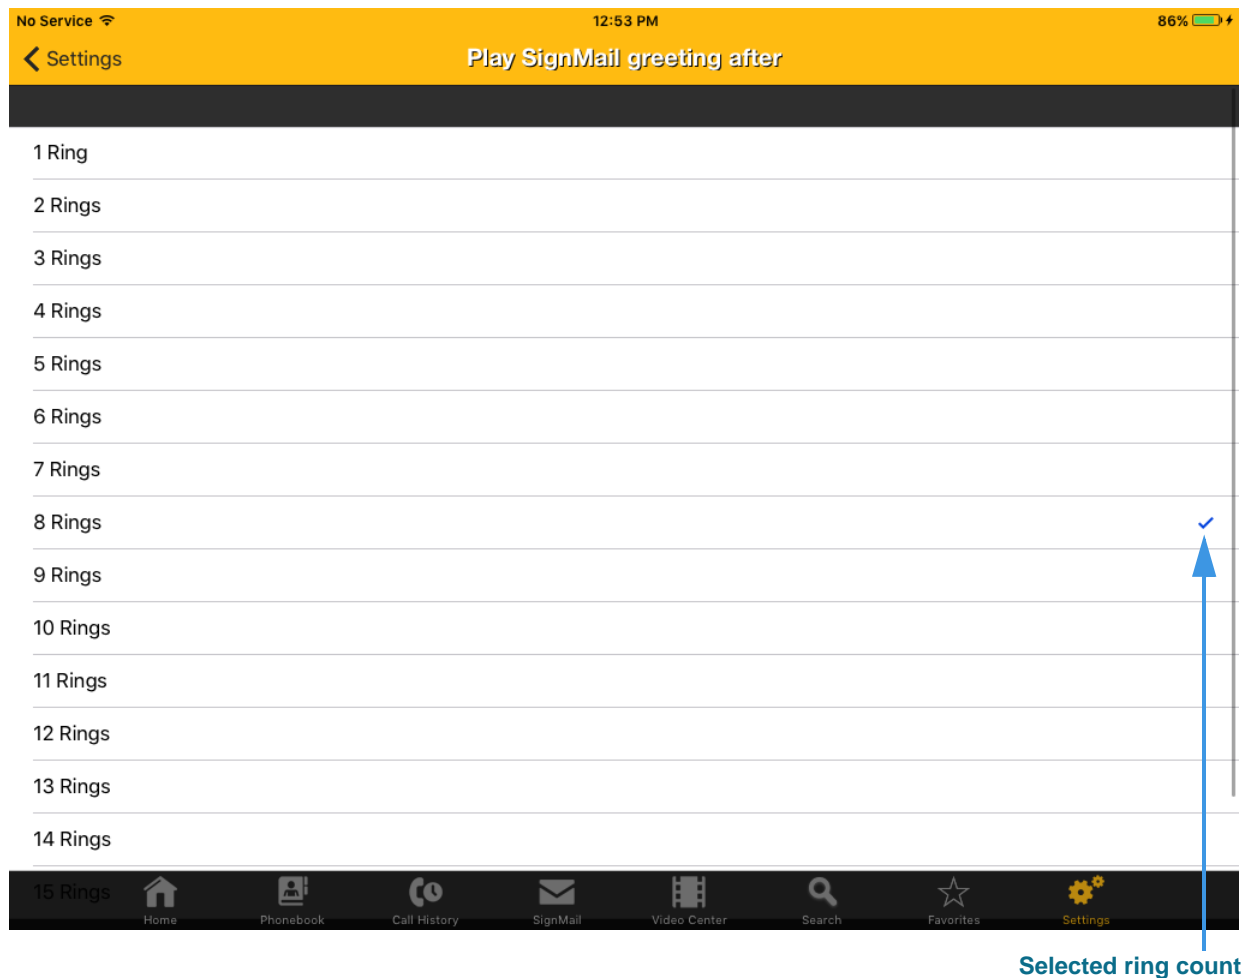 No Service 12:53 PM 86%
Settings Play SignMail greeting after
1 Ring
2 Rings
3 Rings
4 Rings
5 Rings
6 Rings
7 Rings
8 Rings
9 Rings
10 Rings
11 Rings
12 Rings
13 Rings
14 Rings
15 Rings
Home Phonebook Call History SignMail Video Center Search Favorites Settings
Selected ring count